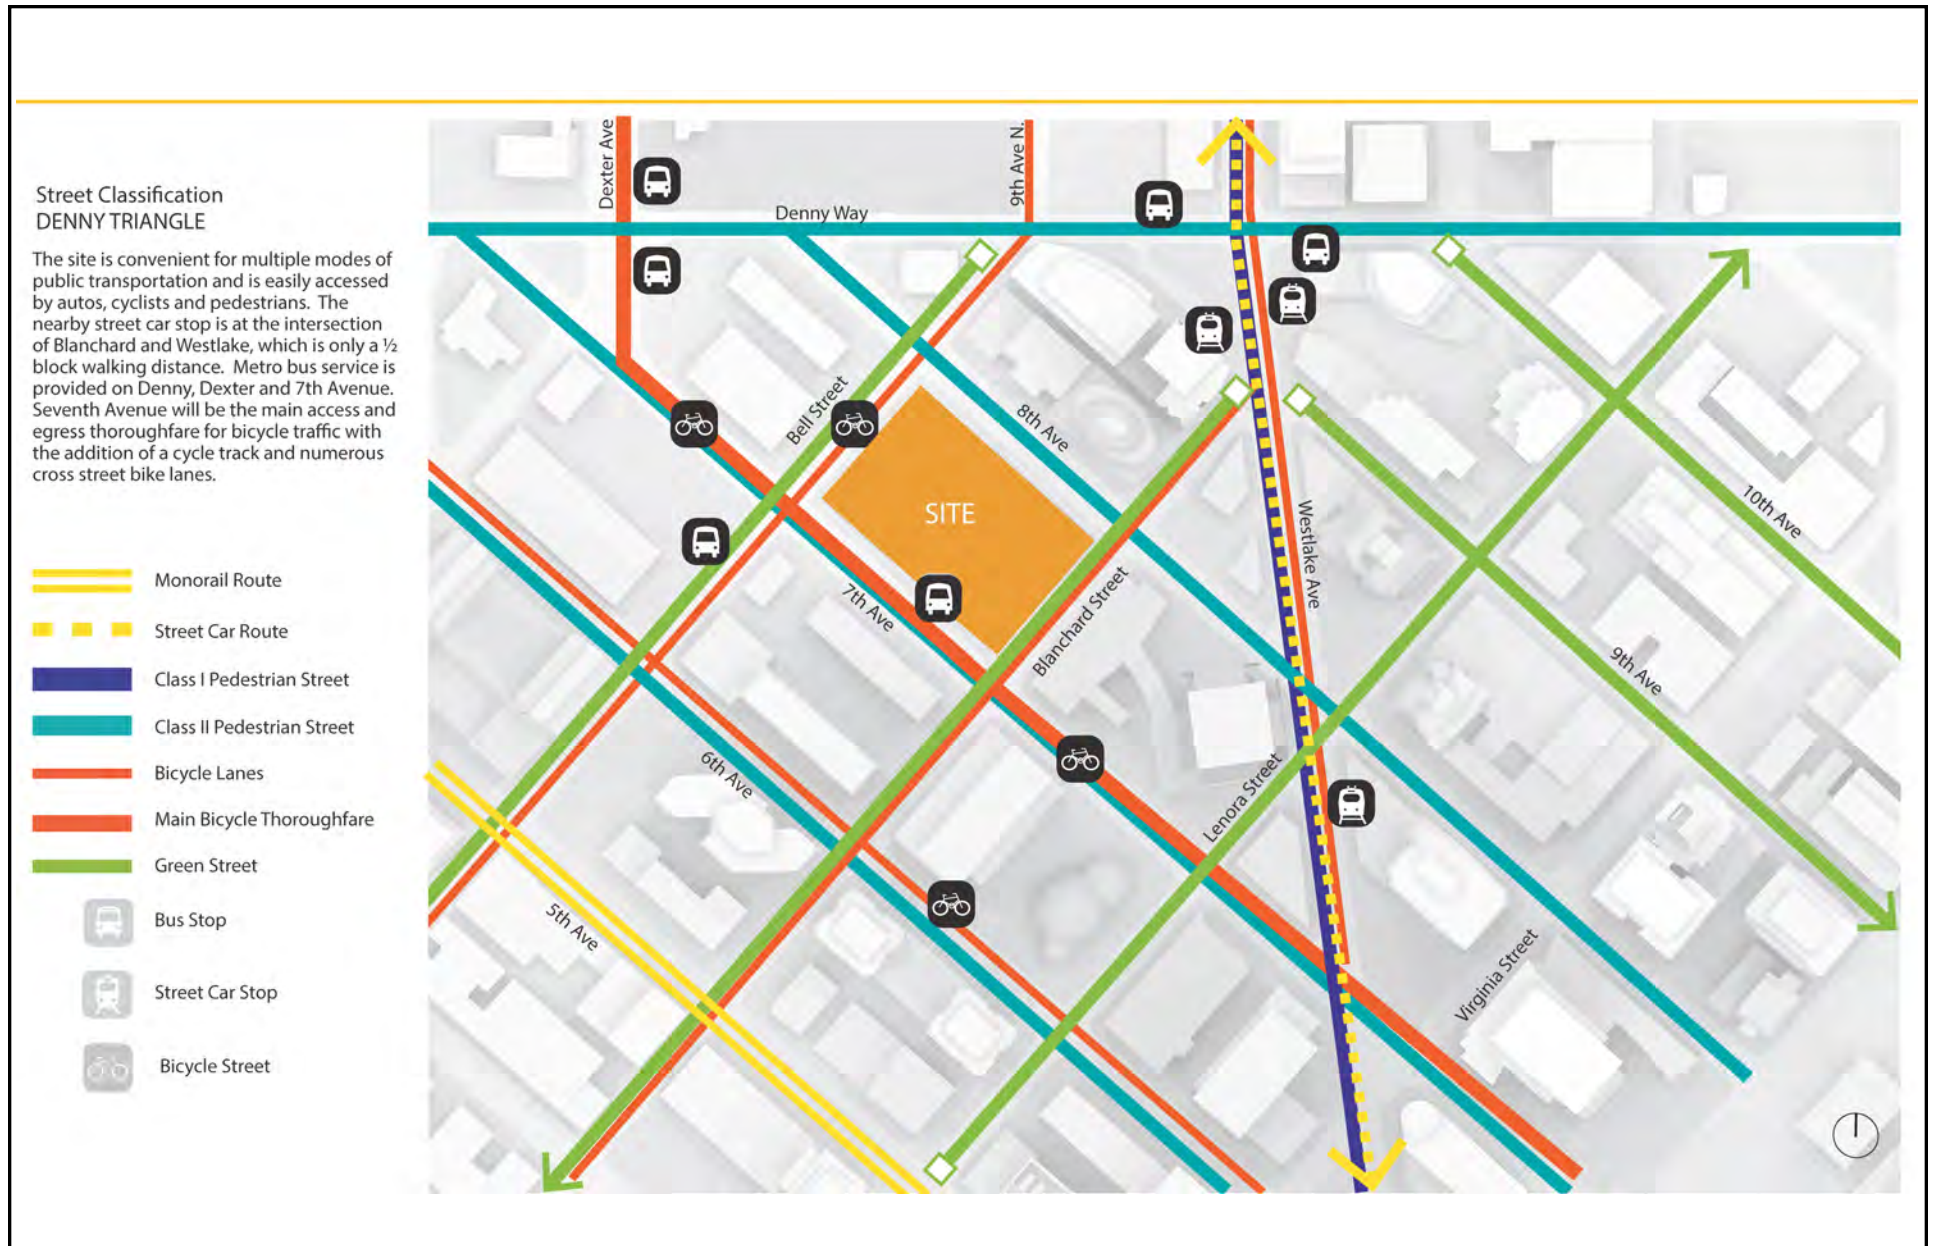 Street Classification
DENNY TRIANGLE
The site is convenient for multiple modes of
public transportation and is easily accessed
by autos, cyclists and pedestrians. The
nearby street car stop is at the intersection
of Blanchard and Westlake, which is only a ½
block walking distance. Metro bus service is
provided on Denny, Dexter and 7th Avenue.
Seventh Avenue will be the main access and
egress thoroughfare for bicycle traffic with
the addition of a cycle track and numerous
cross street bike lanes.
Monorail Route
Street Car Route
Class I Pedestrian Street
Class II Pedestrian Street
Bicycle Lanes
Main Bicycle Thoroughfare
Green Street
Bus Stop
Street Car Stop
Bicycle Street
Dexter Ave
9th Ave N.
Denny Way
Bell Street
8th Ave
SITE
10th Ave
Westlake Ave
7th Ave
Blanchard Street
9th Ave
6th Ave
Lenora Street
5th Ave
Virginia Street